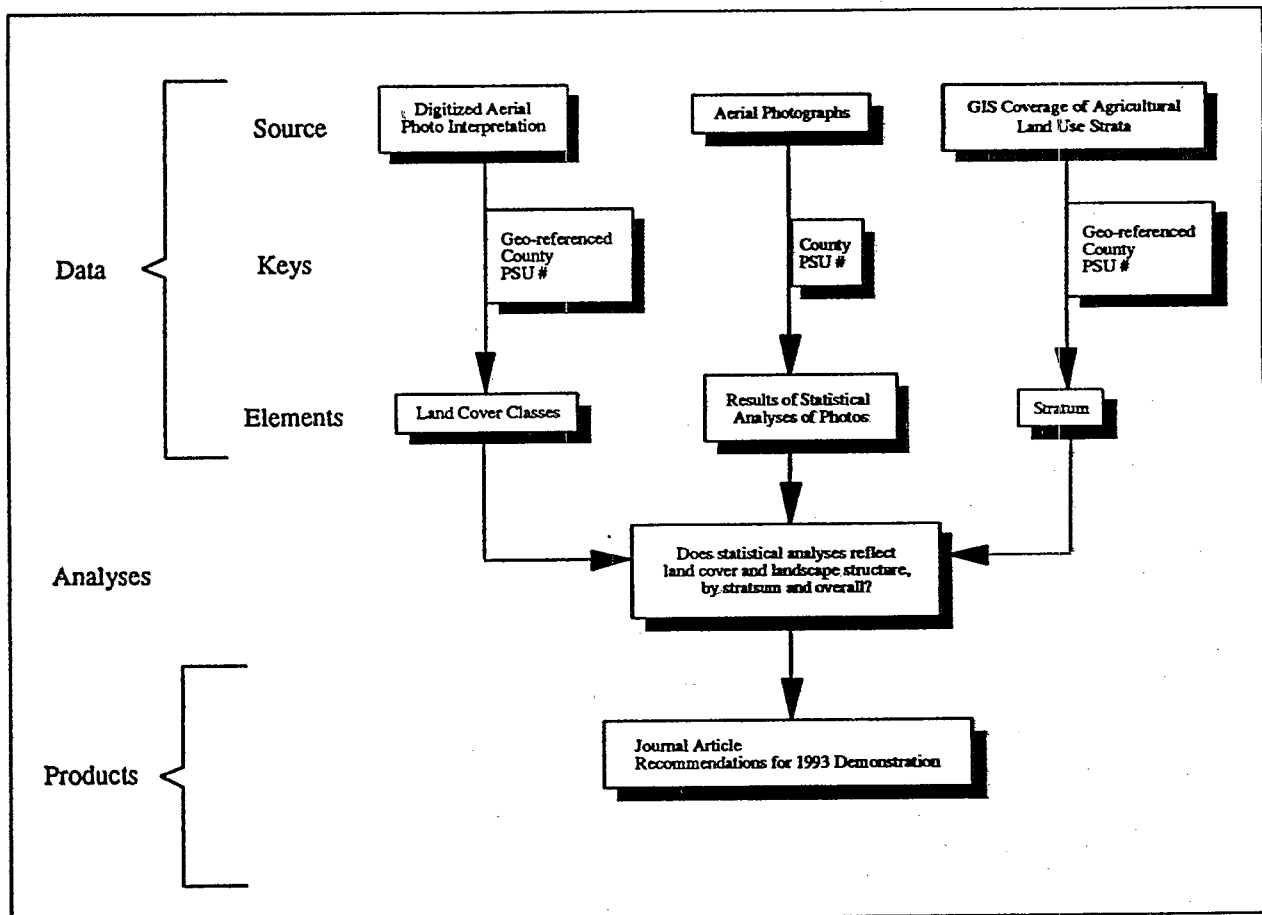 Source
Digitized Aerial
Photo Interpretation
Aerial Photographs
GIS Coverage of Agricultural
Land Use Strata
Data
Keys
Geo-referenced
County
PSU #
County
PSU #
Geo-referenced
County
PSU #
Elements
Land Cover Classes
Results of Statistical
Analyses of Photos
Stratum
Analyses
Does statistical analyses reflect
land cover and landscape structure,
by stratsum and overall?
Products
Journal Article
Recommendations for 1993 Demonstration